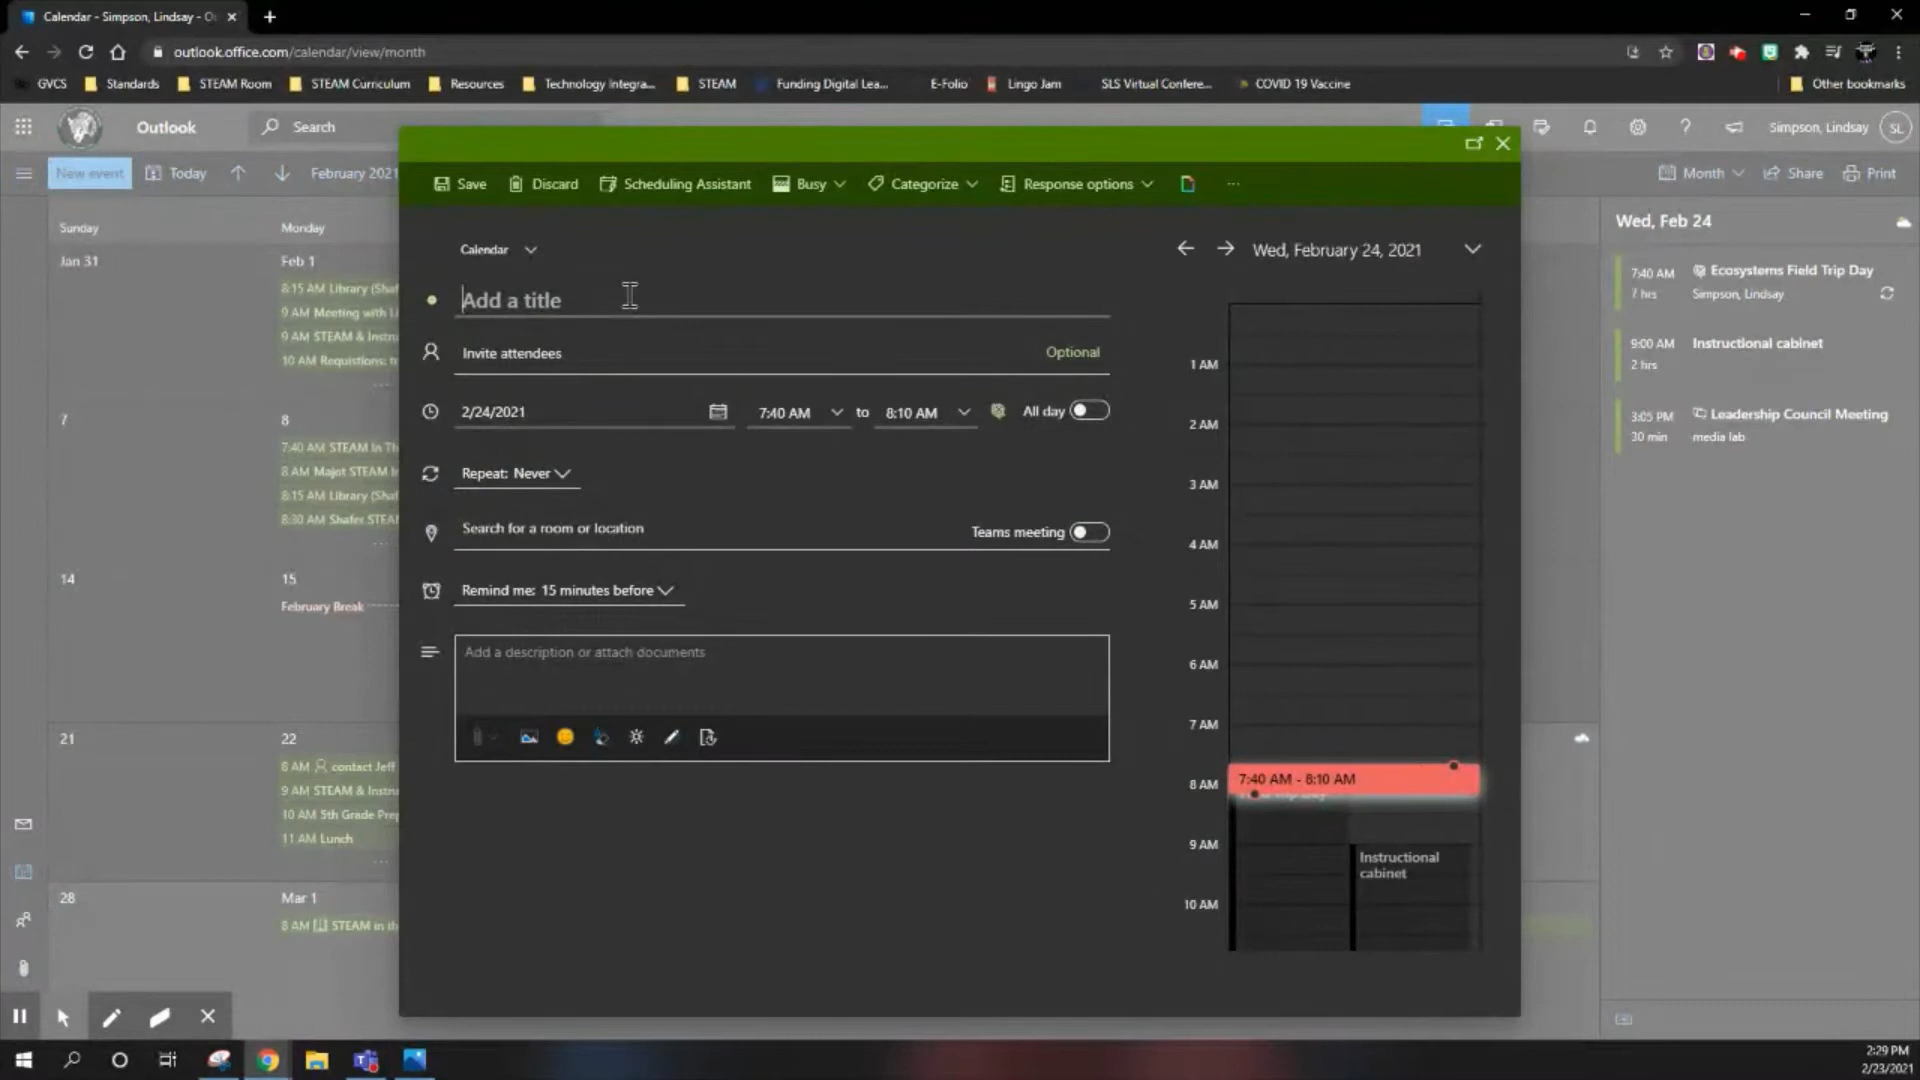 Calendar - Simpson, Lindsay - O
outlook.office.com/calendar/view/month
GVCS Standards STEAM Room STEAM Curriculum Resources Technology Integra... STEAM Funding Digital Lea... E-Folio Lingo Jam SLS Virtual Confere... COVID 19 Vaccine Other bookmarks
Outlook Search Simpson, Lindsay SL
New event Today February 2021 Month Share Print
Save Discard Scheduling Assistant Busy Categorize Response options ...
Sunday Monday
Jan 31 Feb 1
8:15 AM Library (Shaf
9 AM Meeting with Li
9 AM STEAM & Instru
10 AM Requistions: tr
7 8
7:40 AM STEAM In Th
8 AM Majot STEAM In
8:15 AM Library (Shaf
8:30 AM Shafer STEA
14 15
February Break
21 22
8 AM contact Jeff
9 AM STEAM & Instru
10 AM 5th Grade Prep
11 AM Lunch
28 Mar 1
8 AM STEAM in th
Calendar
Add a title
Invite attendees Optional
2/24/2021 7:40 AM to 8:10 AM All day
Repeat: Never
Search for a room or location Teams meeting
Remind me: 15 minutes before
Add a description or attach documents
Wed, February 24, 2021
1 AM
2 AM
3 AM
4 AM
5 AM
6 AM
7 AM
8 AM 7:40 AM - 8:10 AM
9 AM
Instructional
cabinet
10 AM
Wed, Feb 24
7:40 AM Ecosystems Field Trip Day
7 hrs Simpson, Lindsay
9:00 AM Instructional cabinet
2 hrs
3:05 PM Leadership Council Meeting
30 min media lab
2:29 PM
2/23/2021